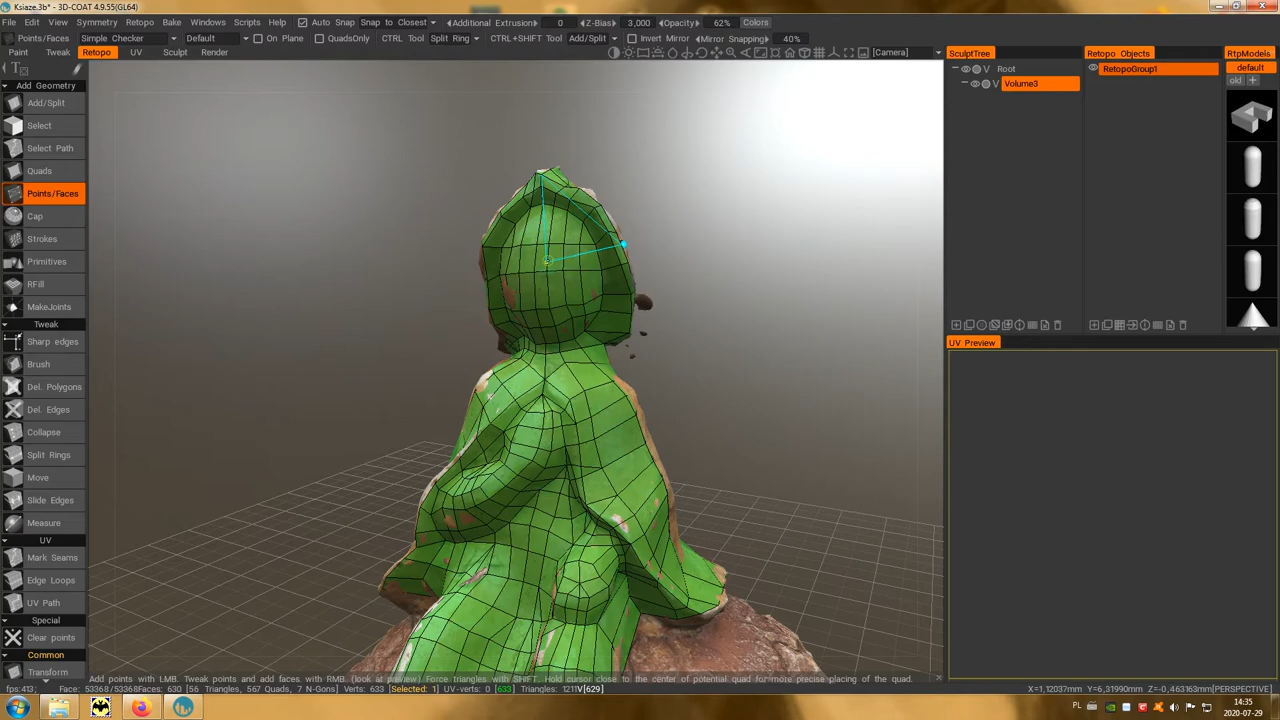 Ksiaze.3b* - 3D-COAT 4.9.55(GL64)
File Edit View Symmetry Retopo Bake Windows Scripts Help Auto Snap Snap to Closest Additional Extrusion 0 Z-Bias 3,000 Opacity 62% Colors
Points/Faces Simple Checker Default On Plane QuadsOnly CTRL Tool Split Ring CTRL+SHIFT Tool Add/Split Invert Mirror Mirror Snapping 40%
Paint Tweak Retopo UV Sculpt Render [Camera] SculptTree Retopo Objects RtpModels
default
Root RetopoGroup1
old
Volume3
Add Geometry
Add/Split
Select
Select Path
Quads
Points/Faces
Cap
Strokes
Primitives
RFill
MakeJoints
Tweak
Sharp edges
UV Preview
Brush
Del. Polygons
Del. Edges
Collapse
Split Rings
Move
Slide Edges
Measure
UV
Mark Seams
Edge Loops
UV Path
Special
Clear points
Common
Transform
Add points with LMB. Tweak points and add faces with RMB. (look at preview) Force triangles with SHIFT. Hold cursor close to the center of potential quad for more precise placing of the quad.
fps:413; Face: 53368 /53368Faces: 630 [56 Triangles, 567 Quads, 7 N-Gons] Verts: 633 [Selected: 1] UV-verts: 0 [633] Triangles: 1211V[629] X=1,12037mm Y=6,31990mm Z=-0,463163mm [PERSPECTIVE]
PL 14:35
2020-07-29